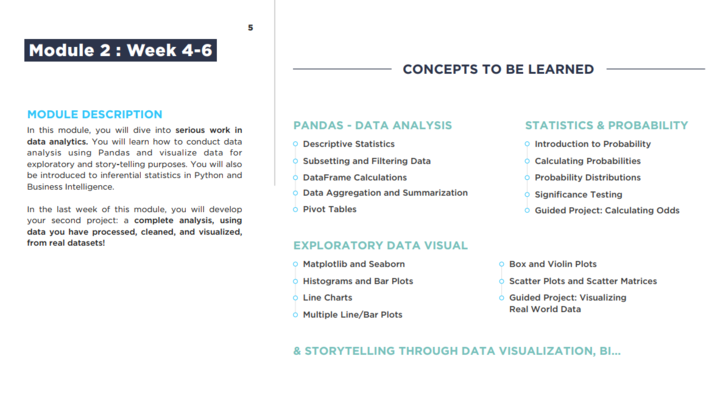 5
Module 2 : Week 4-6
MODULE DESCRIPTION
In this module, you will dive into serious work in
data analytics. You will learn how to conduct data
analysis using Pandas and visualize data for
exploratory and story-telling purposes. You will also
be introduced to inferential statistics in Python and
Business Intelligence.
In the last week of this module, you will develop
your second project: a complete analysis, using
data you have processed, cleaned, and visualized,
from real datasets!
CONCEPTS TO BE LEARNED
PANDAS - DATA ANALYSIS
Descriptive Statistics
Subsetting and Filtering Data
DataFrame Calculations
Data Aggregation and Summarization
Pivot Tables
STATISTICS & PROBABILITY
Introduction to Probability
Calculating Probabilities
Probability Distributions
Significance Testing
Guided Project: Calculating Odds
EXPLORATORY DATA VISUAL
Matplotlib and Seaborn
Histograms and Bar Plots
Line Charts
Multiple Line/Bar Plots
Box and Violin Plots
Scatter Plots and Scatter Matrices
Guided Project: Visualizing
Real World Data
& STORYTELLING THROUGH DATA VISUALIZATION, BI...